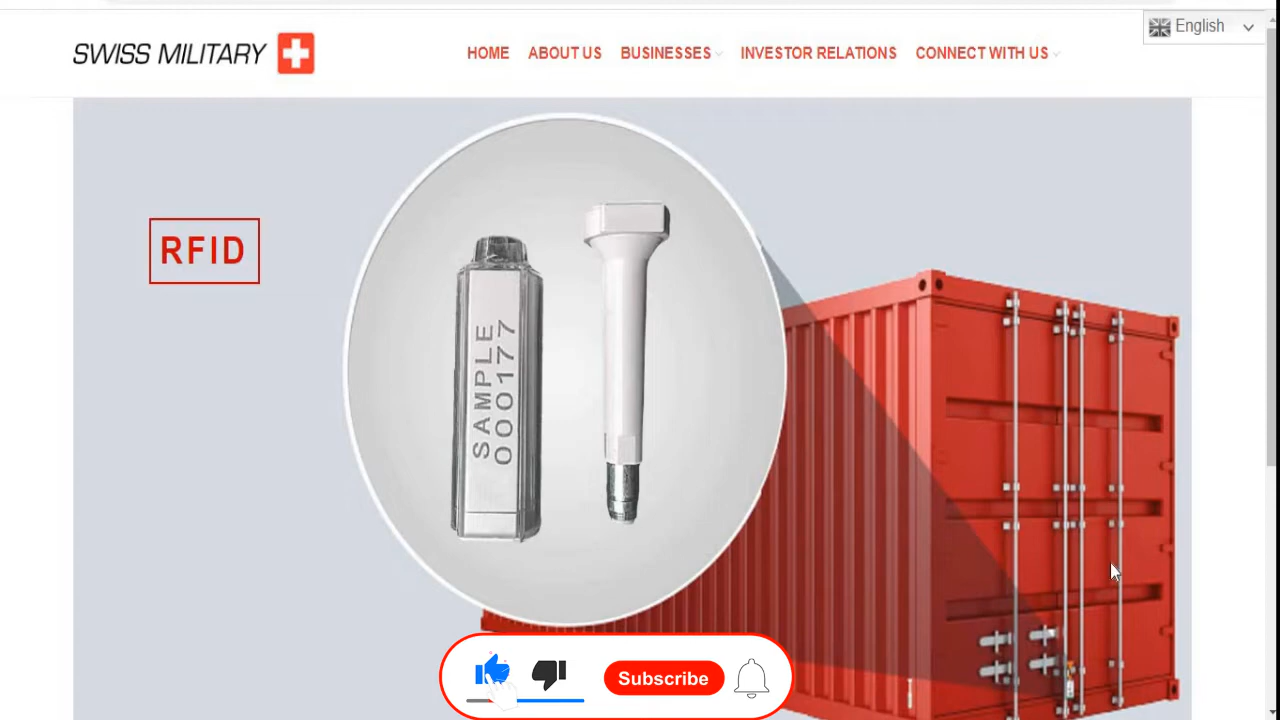 English
SWISS MILITARY
HOME ABOUT US BUSINESSES INVESTOR RELATIONS CONNECT WITH US
RFID
SAMPLE
000177
Subscribe